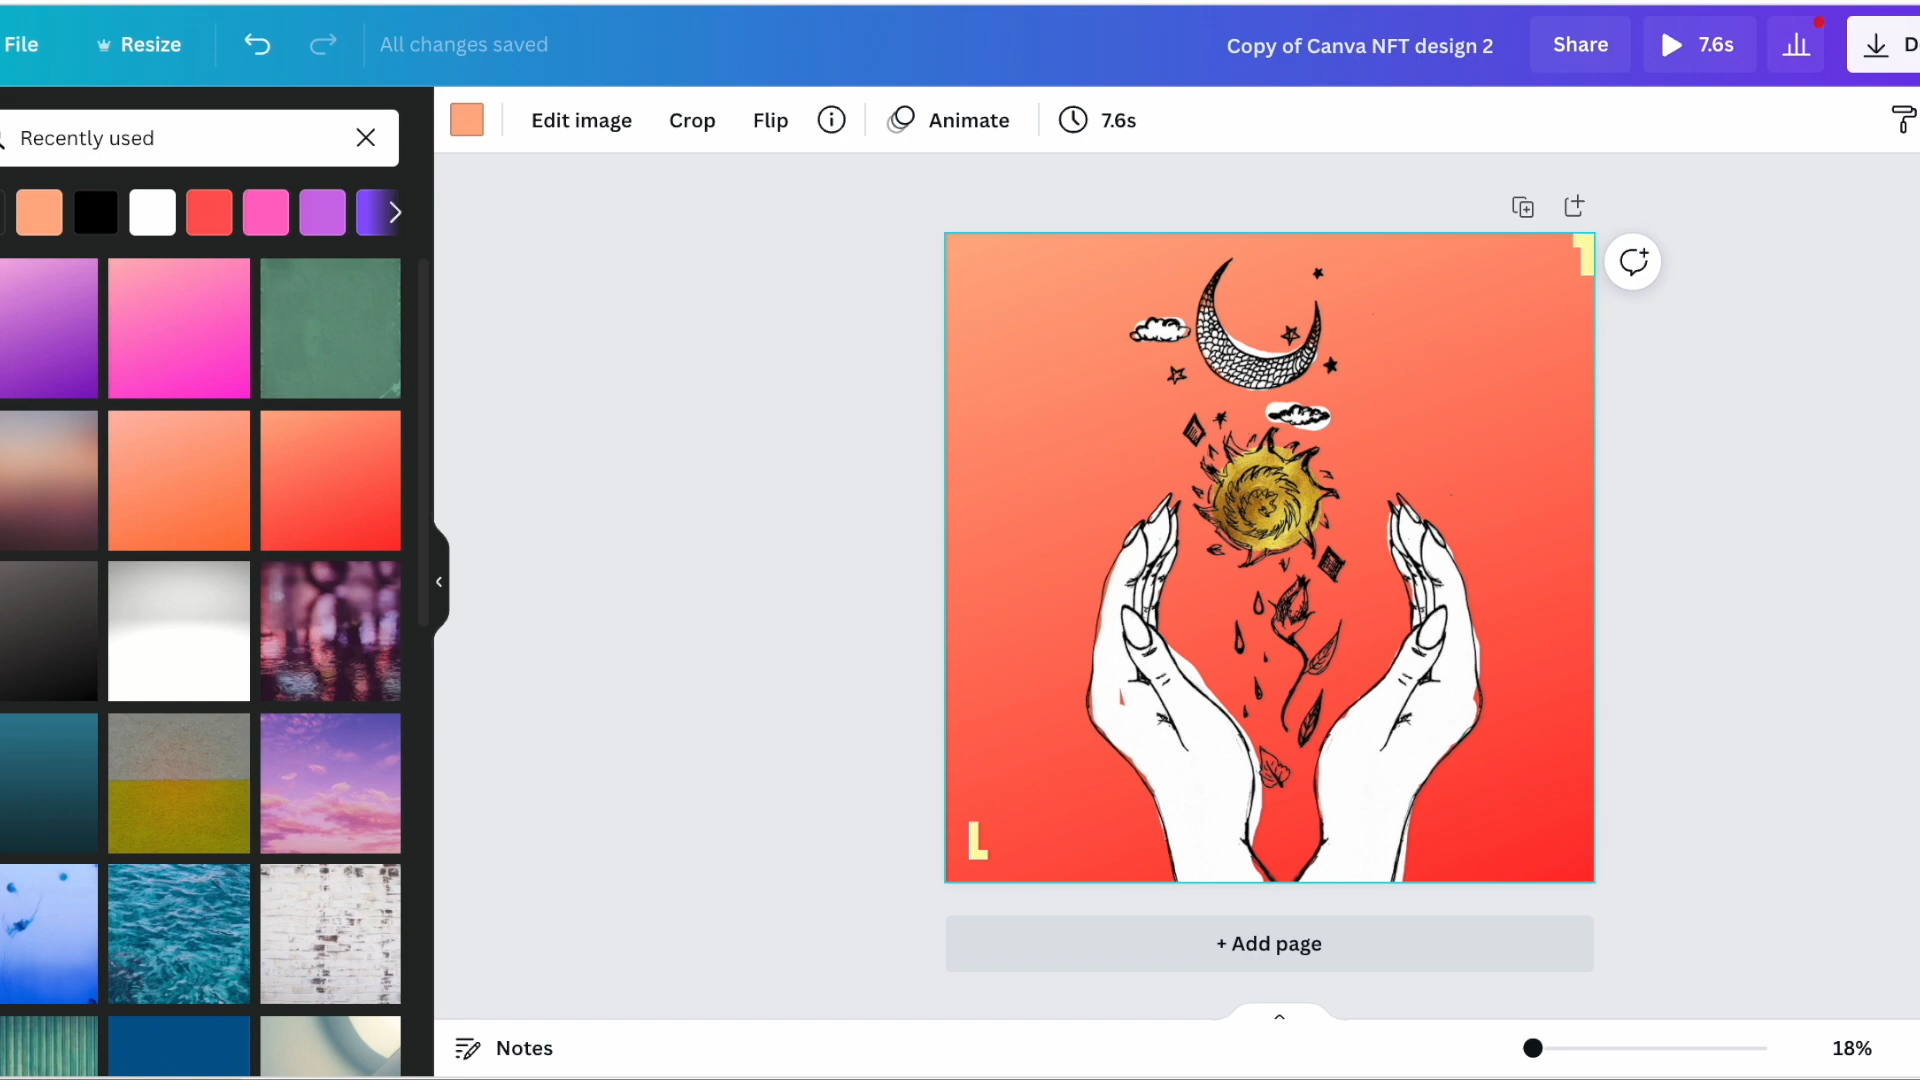 File
Resize
All changes saved
Copy of Canva NFT design 2
Share
7.6s
D
Recently used
Edit image
Crop
Flip
Animate
7.6s
L
+ Add page
Notes
18%